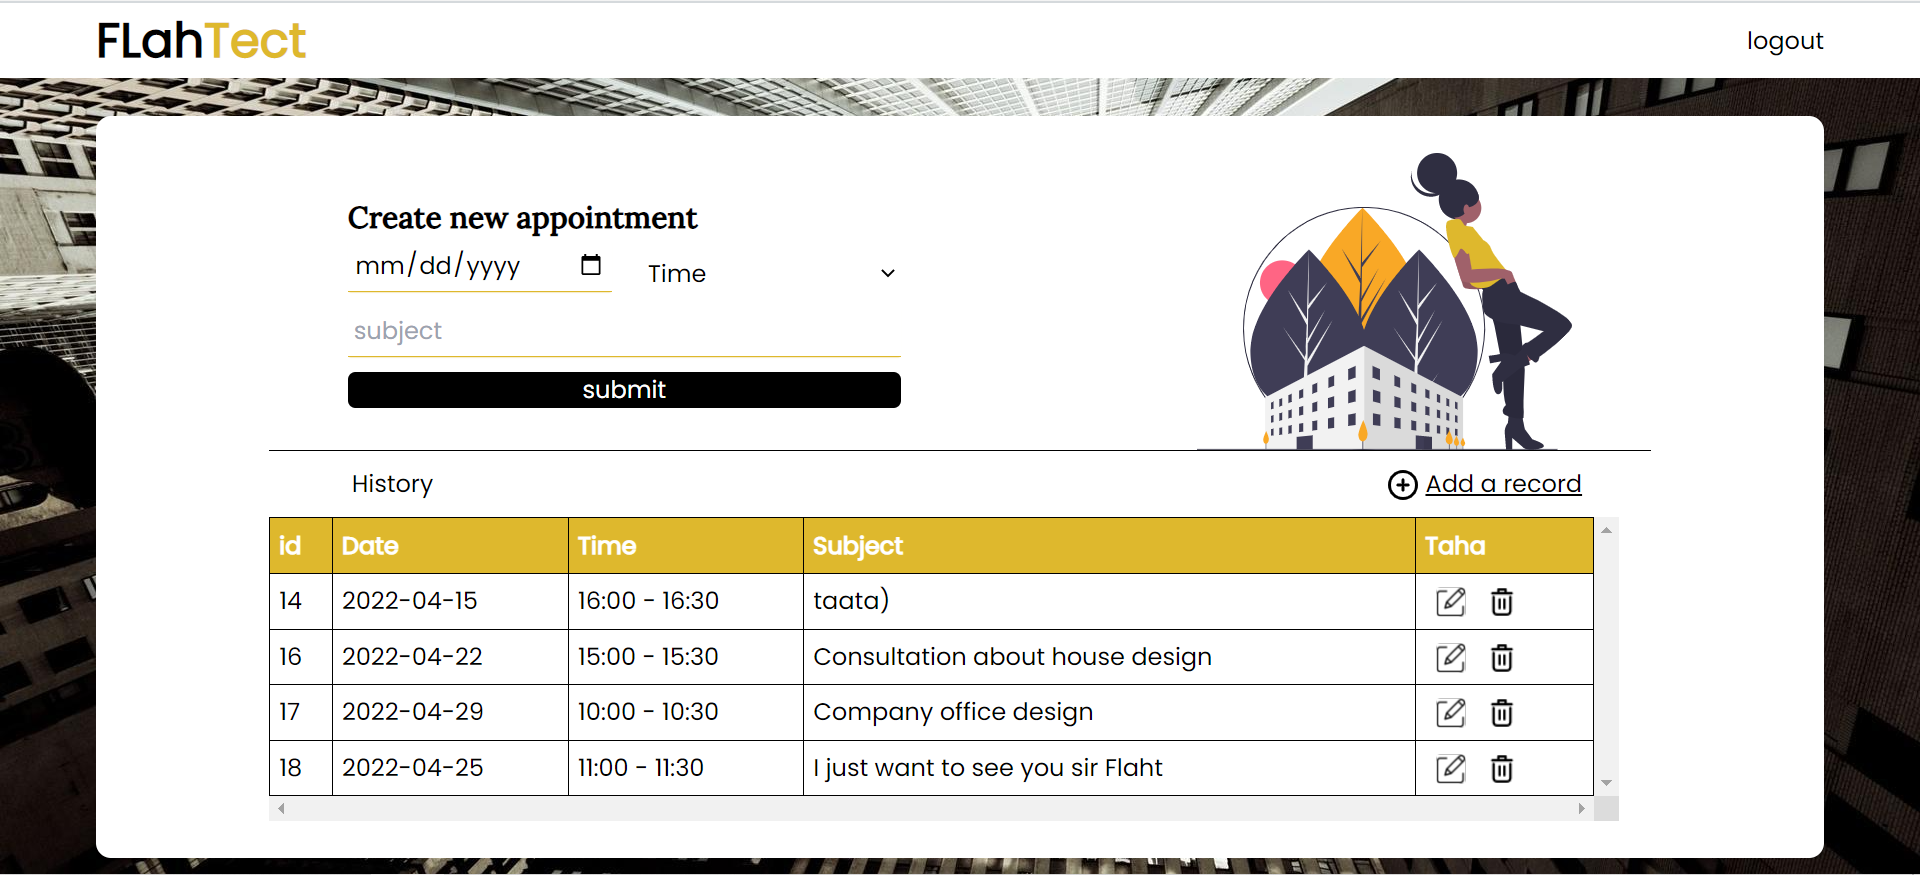 FLahTect
logout
Create new appointment
mm/dd/yyyy
Time
subject
submit
History
Add a record
id Date Time Subject Taha
14 2022-04-15 16:00 - 16:30 taata)
16 2022-04-22 15:00 - 15:30 Consultation about house design
17 2022-04-29 10:00 - 10:30 Company office design
18 2022-04-25 11:00 - 11:30 I just want to see you sir Flaht